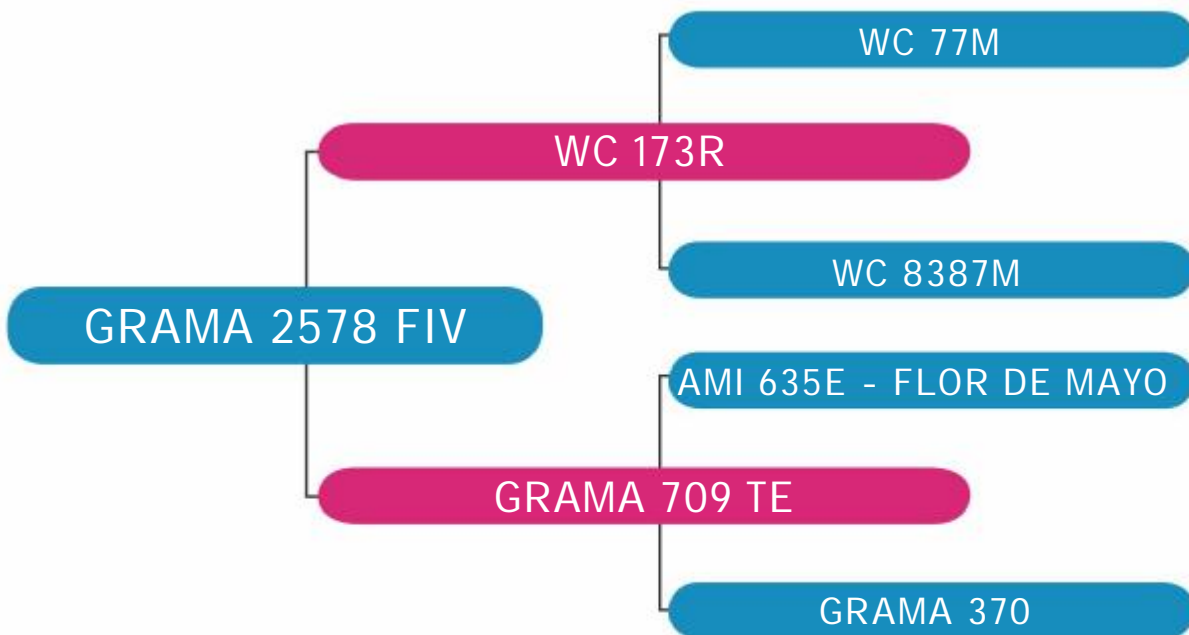 WC 77M
WC 173R
WC 8387M
GRAMA 2578 FIV
AMI 635E - FLOR DE MAYO
GRAMA 709 TE
GRAMA 370